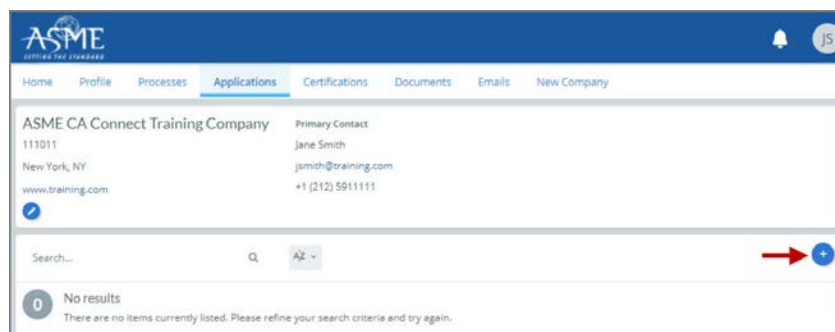 ASME
SETTING THE STANDARD
JS
Home Profile Processes Applications Certifications Documents Emails New Company
ASME CA Connect Training Company
111011
New York, NY
www.training.com
Primary Contact
Jane Smith
jsmith@training.com
+1 (212) 5911111
Search...
AZ
0
No results
There are no items currently listed. Please refine your search criteria and try again.